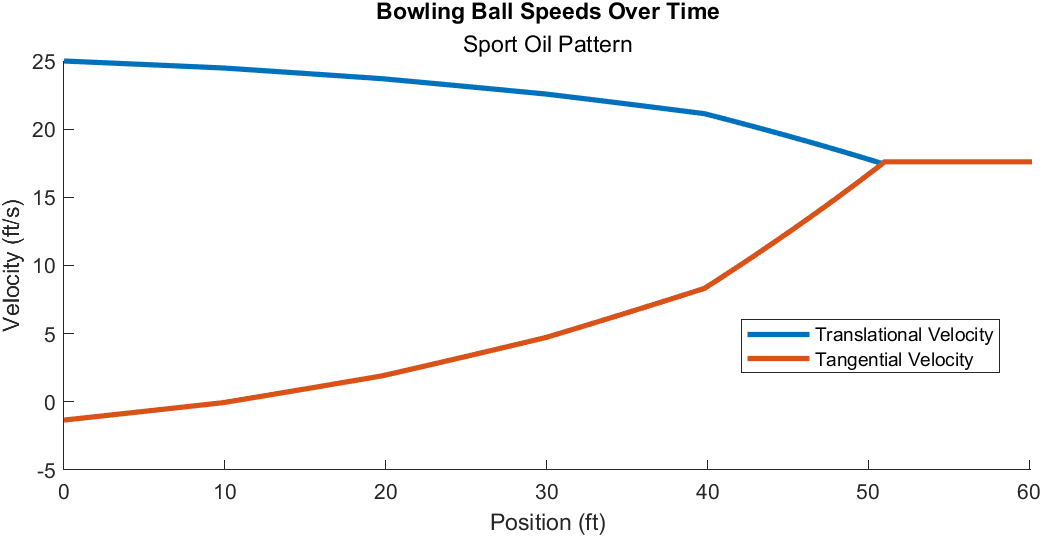 Bowling Ball Speeds Over Time
Sport Oil Pattern
25
20
15
10
5
0
-5
Velocity (ft/s)
0 10 20 30 40 50 60
Position (ft)
Translational Velocity
Tangential Velocity